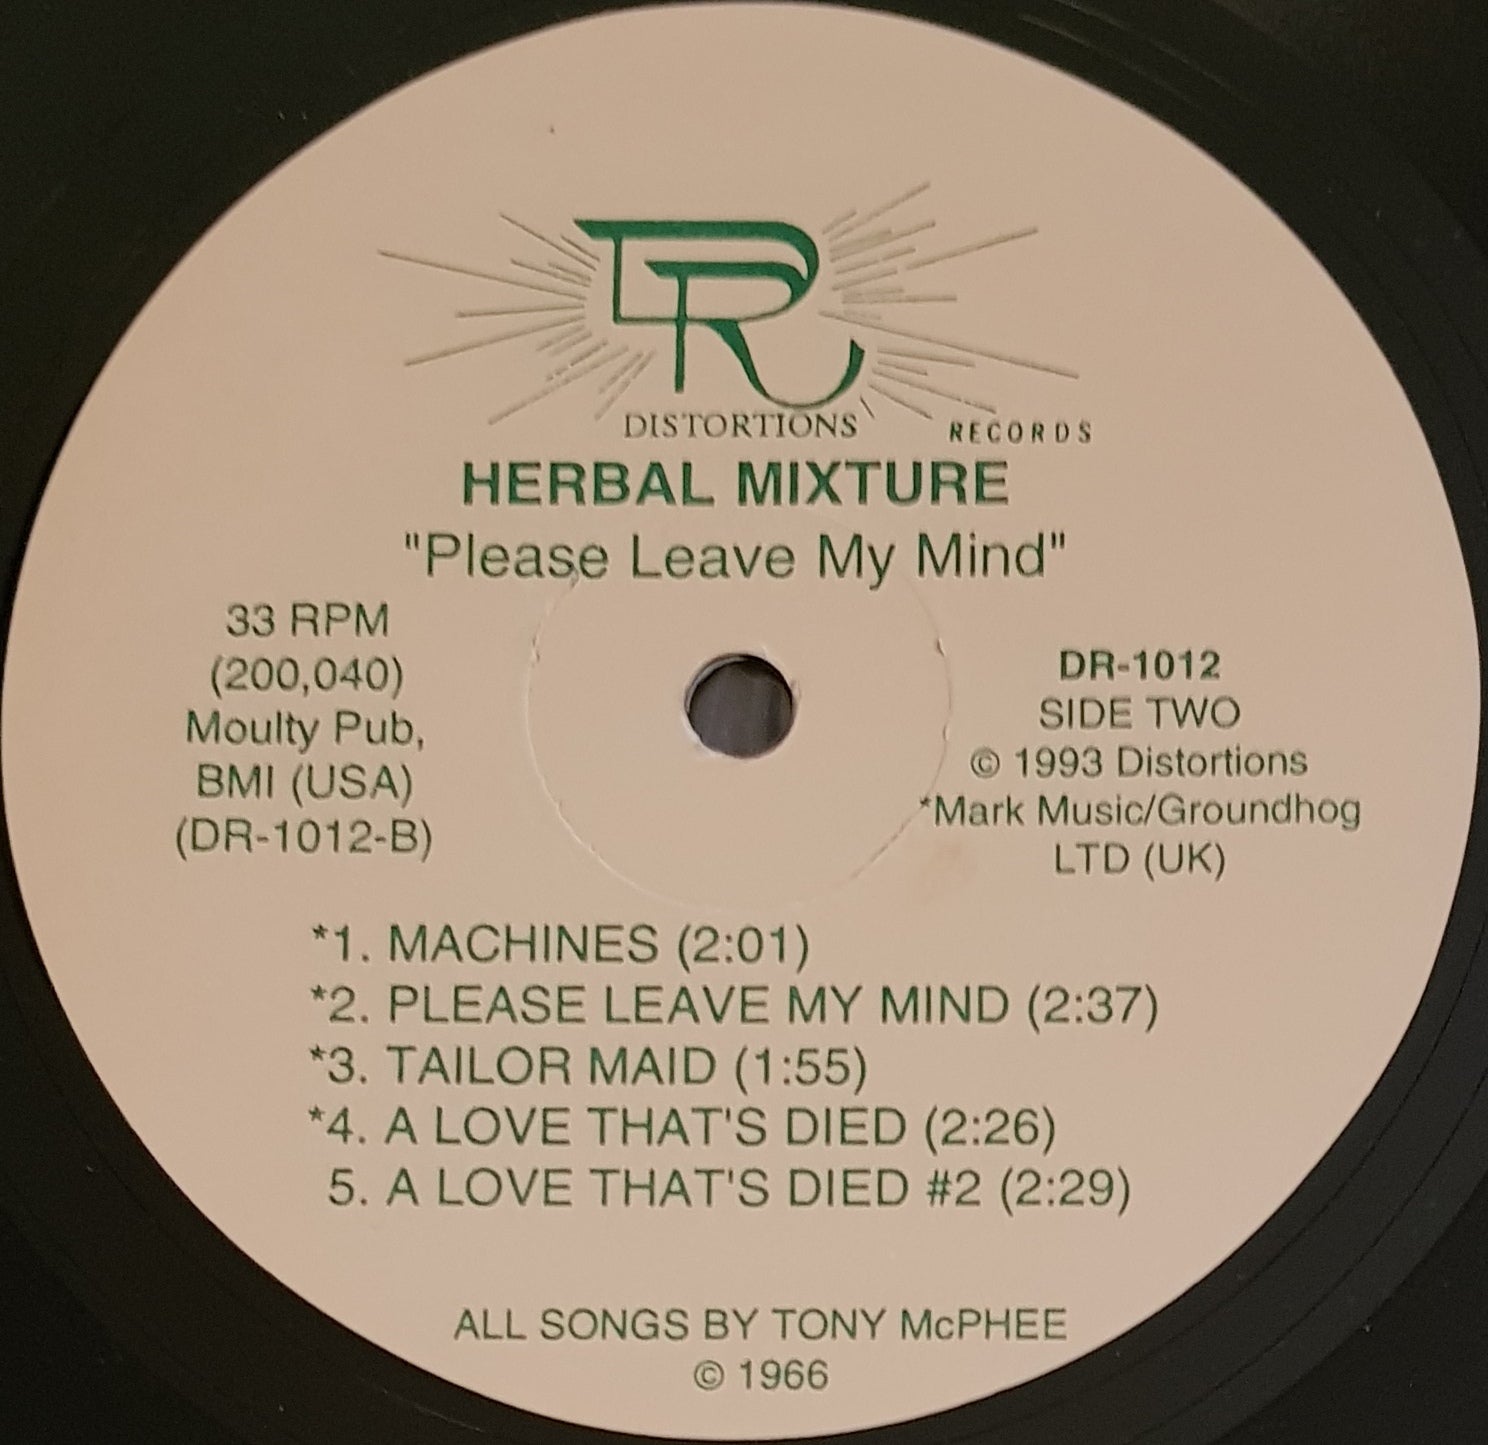 DR
DISTORTIONS RECORDS
HERBAL MIXTURE
"Please Leave My Mind"
33 RPM
(200,040)
Moulty Pub,
BMI (USA)
(DR-1012-B)
DR-1012
SIDE TWO
© 1993 Distortions
*Mark Music/Groundhog
LTD (UK)
*1. MACHINES (2:01)
*2. PLEASE LEAVE MY MIND (2:37)
*3. TAILOR MAID (1:55)
*4. A LOVE THAT'S DIED (2:26)
5. A LOVE THAT'S DIED #2 (2:29)
ALL SONGS BY TONY McPHEE
© 1966